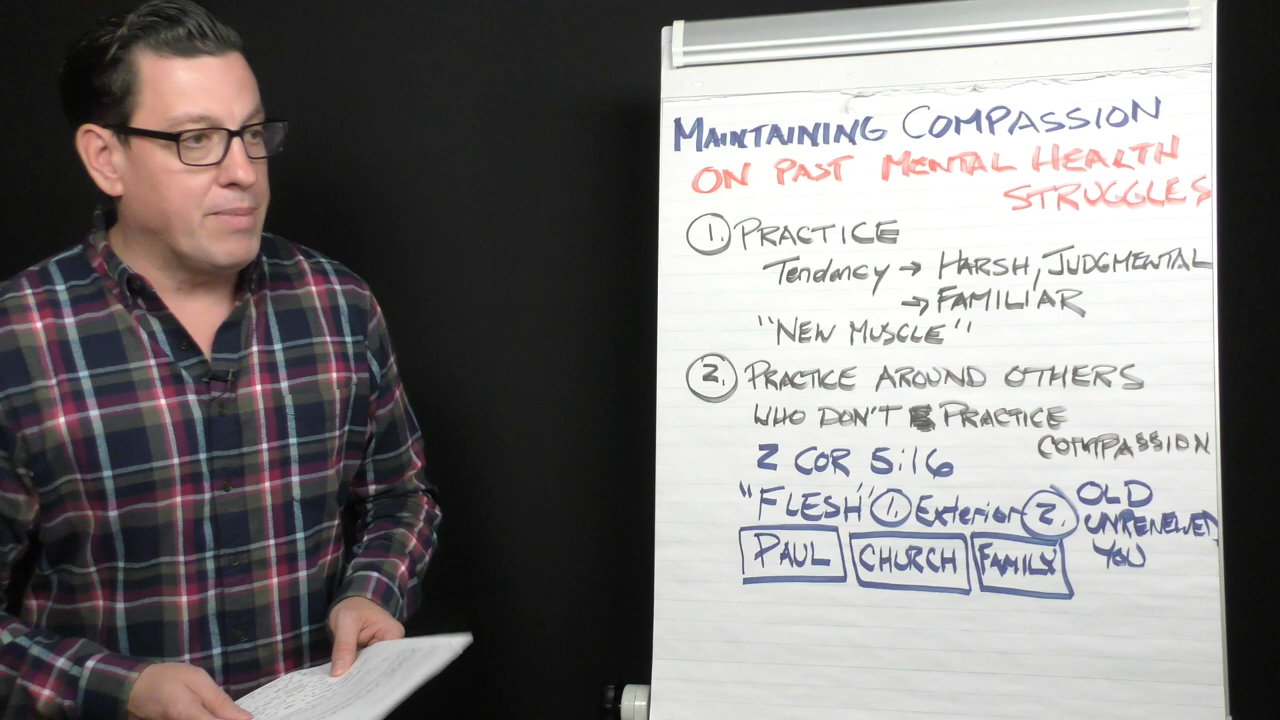 MAINTAINING COMPASSION
ON PAST MENTAL HEALTH
STRUGGLES
1. PRACTICE
Tendancy → HARSH, JUDGMENTAL
→ FAMILIAR
"NEW MUSCLE"
2. PRACTICE AROUND OTHERS
WHO DON'T PRACTICE
COMPASSION
2 COR 5:16
"FLESH" 1. Exterior 2. OLD
UNRENEWED
YOU
PAUL CHURCH FAMILY